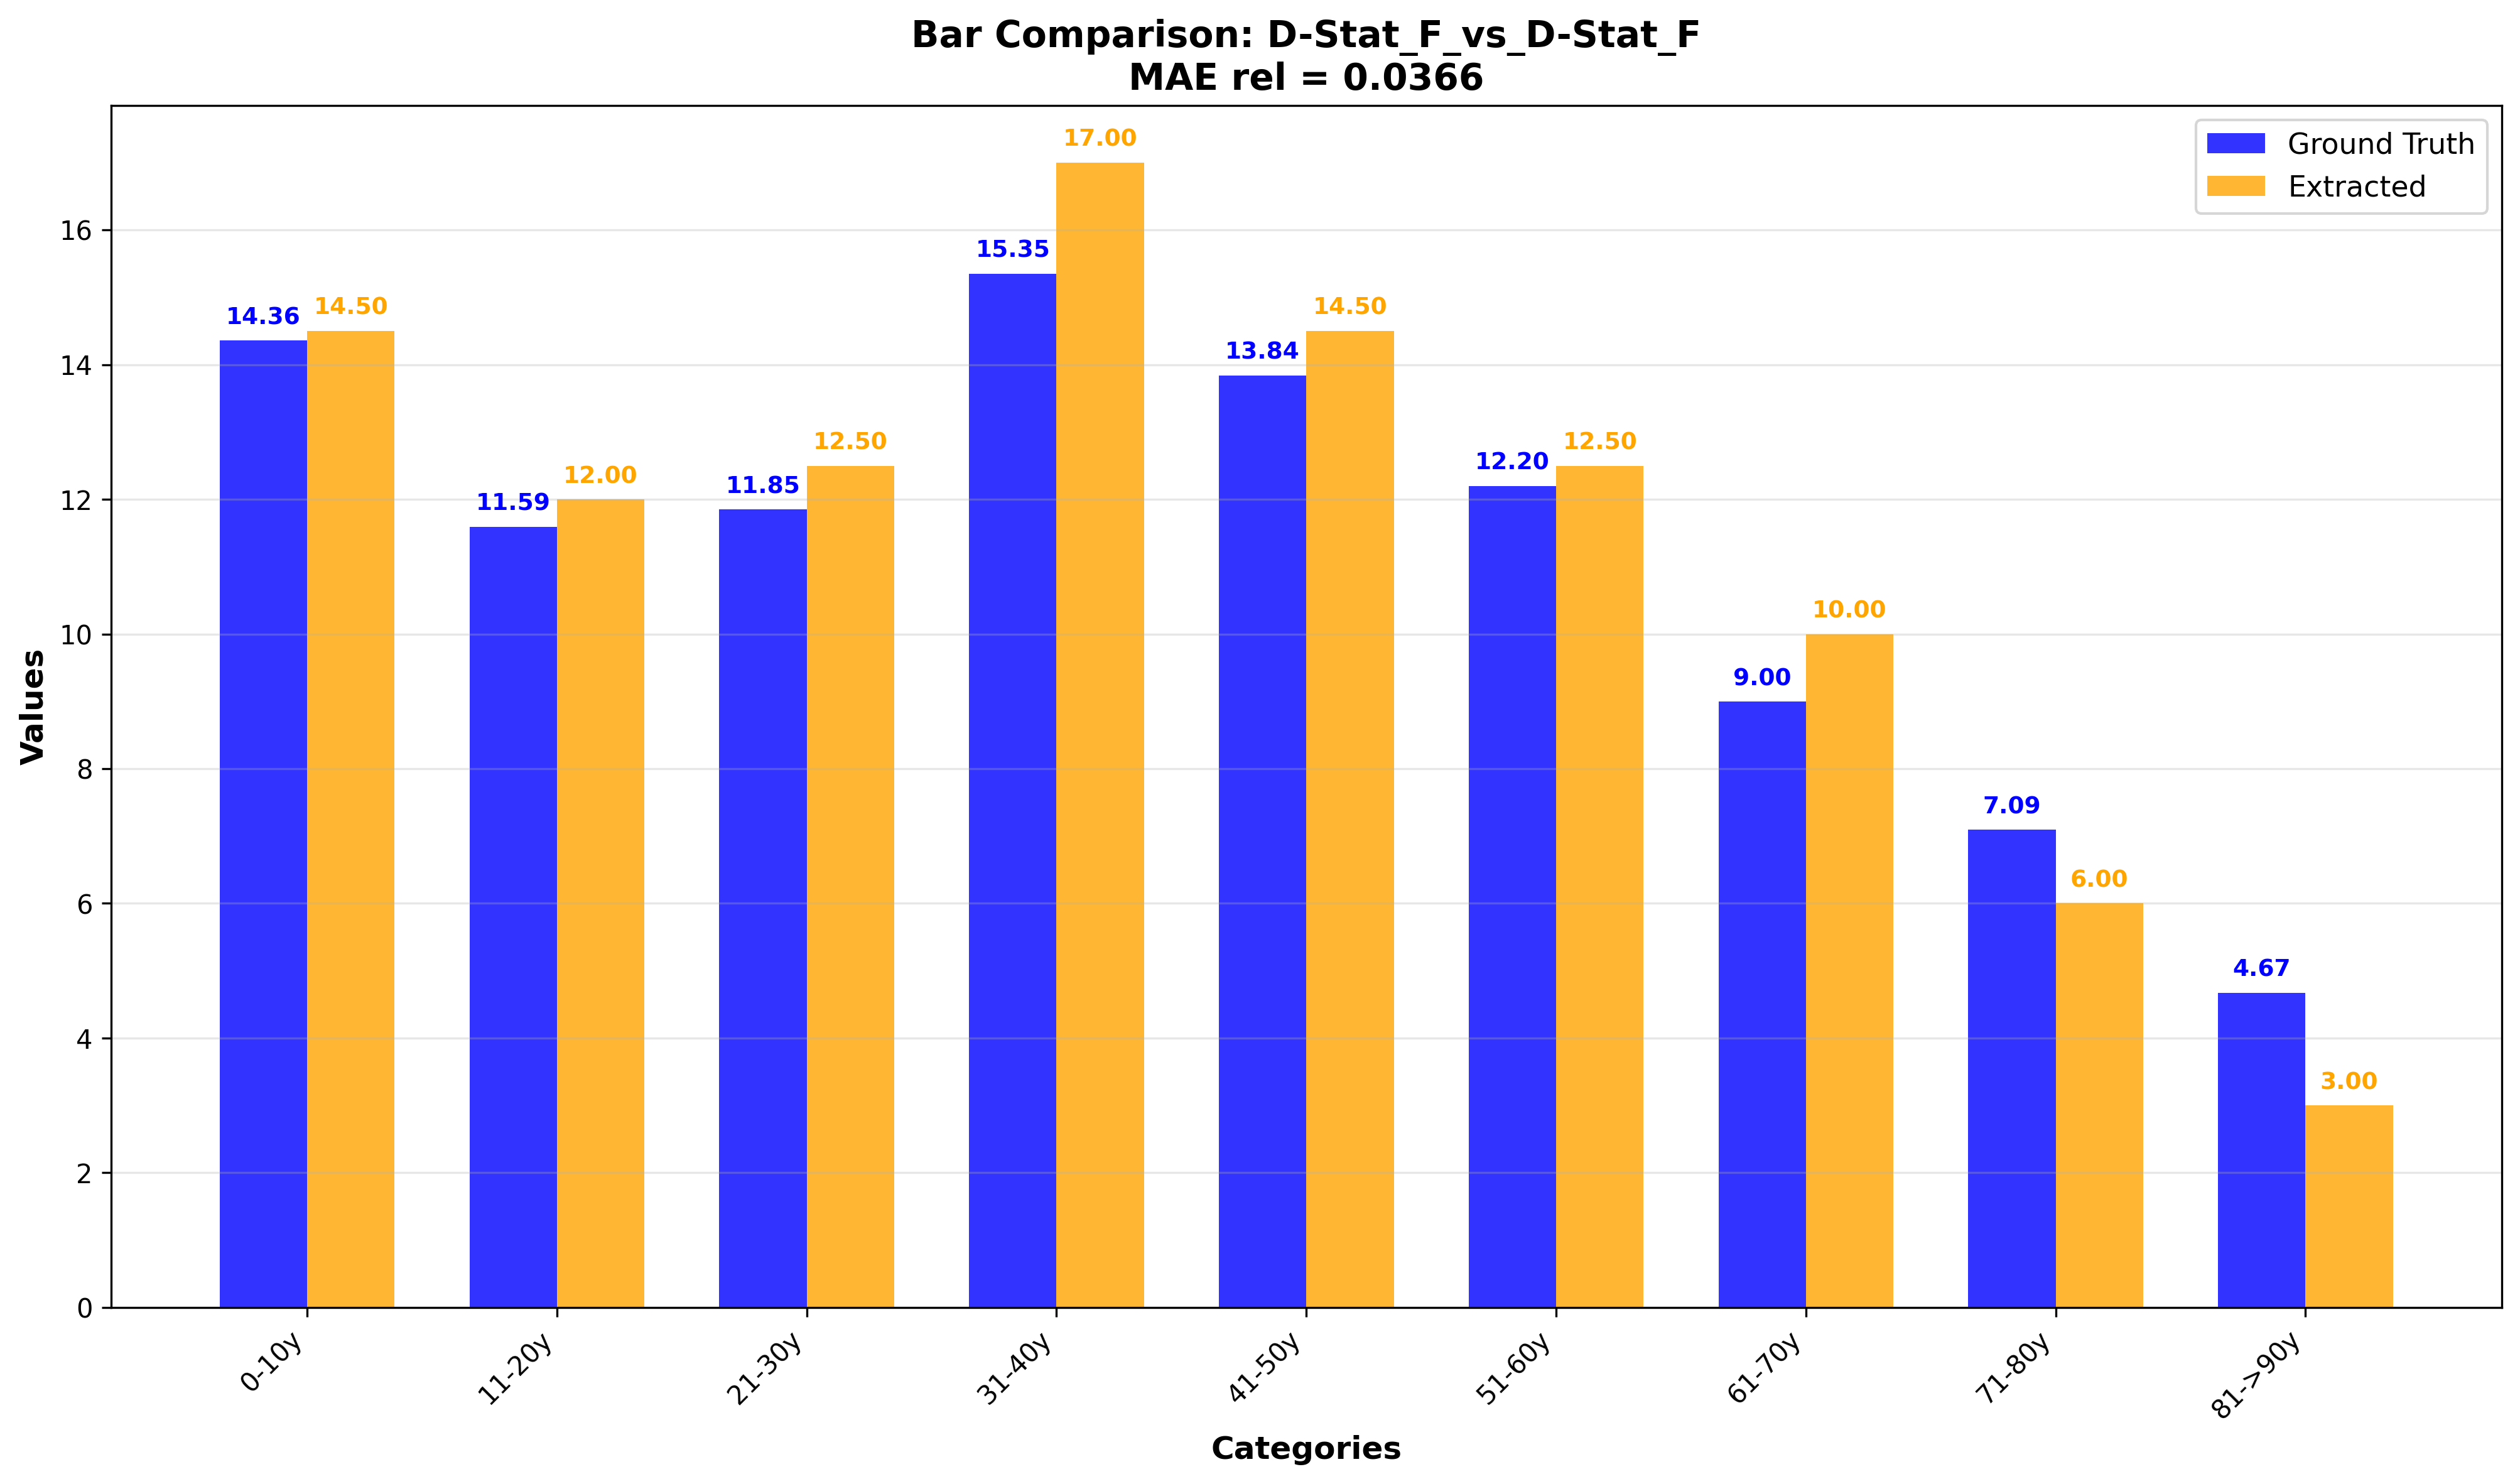 Bar Comparison: D-Stat_F_vs_D-Stat_F
MAE rel = 0.0366
Ground Truth
Extracted
Values
16
14
12
10
8
6
4
2
0
14.36
14.50
11.59
12.00
11.85
12.50
15.35
17.00
13.84
14.50
12.20
12.50
9.00
10.00
7.09
6.00
4.67
3.00
0-10y
11-20y
21-30y
31-40y
41-50y
51-60y
61-70y
71-80y
81->90y
Categories